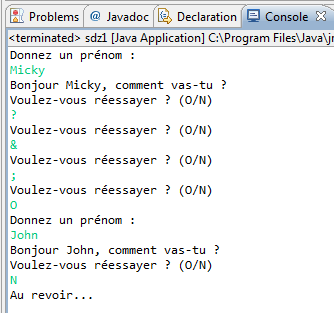 Problems @ Javadoc Declaration Console
<terminated> sdz1 [Java Application] C:\Program Files\Java\jr
Donnez un prénom :
Micky
Bonjour Micky, comment vas-tu ?
Voulez-vous réessayer ? (O/N)
?
Voulez-vous réessayer ? (O/N)
&
Voulez-vous réessayer ? (O/N)
;
Voulez-vous réessayer ? (O/N)
O
Donnez un prénom :
John
Bonjour John, comment vas-tu ?
Voulez-vous réessayer ? (O/N)
N
Au revoir...